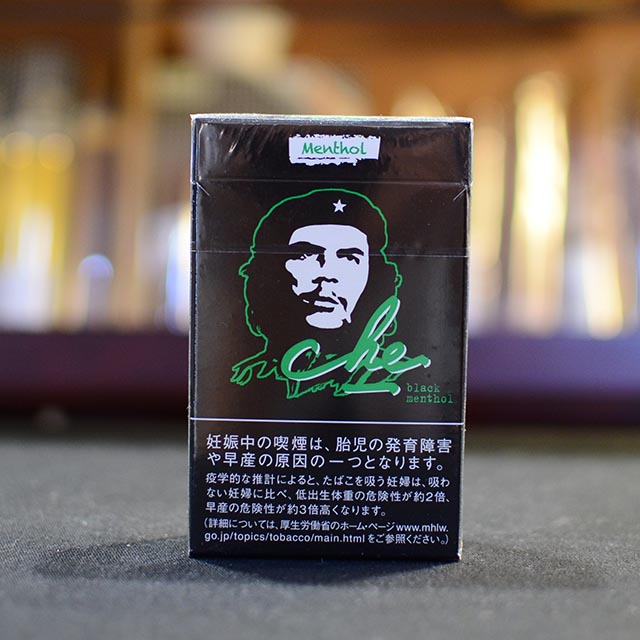 Menthol
che
black
menthol
妊娠中の喫煙は、胎児の発育障害
や早産の原因の一つとなります。
疫学的な推計によると、たばこを吸う妊婦は、吸わ
ない妊婦に比べ、低出生体重の危険性が約2倍、
早産の危険性が約3倍高くなります。
(詳細については、厚生労働省のホーム・ページwww.mhlw.
go.jp/topics/tobacco/main.htmlをご参照ください。)